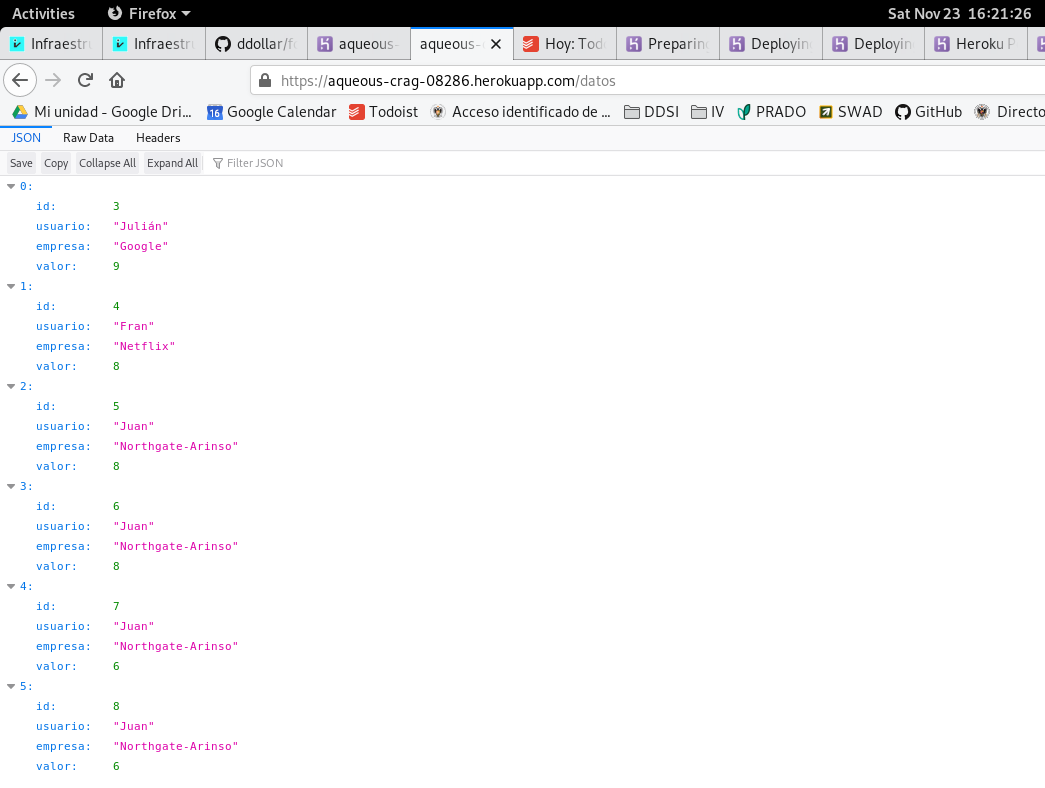 Activities Firefox Sat Nov 23 16:21:26
Infraestr Infraestr ddollar/f aqueous- aqueous- Hoy: Tod Preparin Deployin Deployin Heroku P
https://aqueous-crag-08286.herokuapp.com/datos
Mi unidad - Google Dri... 16 Google Calendar Todoist Acceso identificado de ... DDSI IV PRADO SWAD GitHub Directo
JSON Raw Data Headers
Save Copy Collapse All Expand All Filter JSON
0:
id: 3
usuario: "Julián"
empresa: "Google"
valor: 9
1:
id: 4
usuario: "Fran"
empresa: "Netflix"
valor: 8
2:
id: 5
usuario: "Juan"
empresa: "Northgate-Arinso"
valor: 8
3:
id: 6
usuario: "Juan"
empresa: "Northgate-Arinso"
valor: 8
4:
id: 7
usuario: "Juan"
empresa: "Northgate-Arinso"
valor: 6
5:
id: 8
usuario: "Juan"
empresa: "Northgate-Arinso"
valor: 6